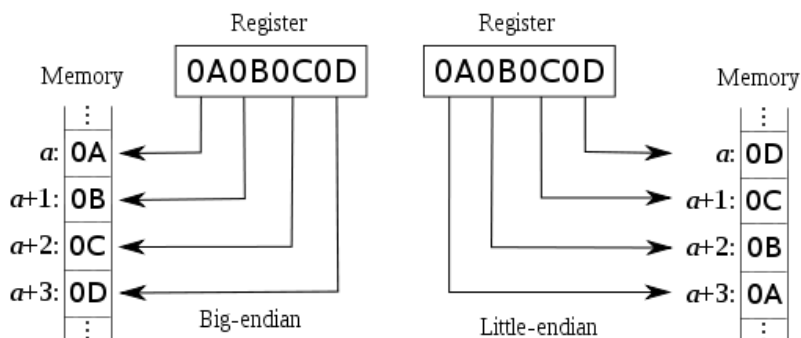 Register
Memory
0A0B0C0D
⋮
a: 0A
a+1: 0B
a+2: 0C
a+3: 0D
⋮
Big-endian
Register
0A0B0C0D
Memory
⋮
a: 0D
a+1: 0C
a+2: 0B
a+3: 0A
⋮
Little-endian